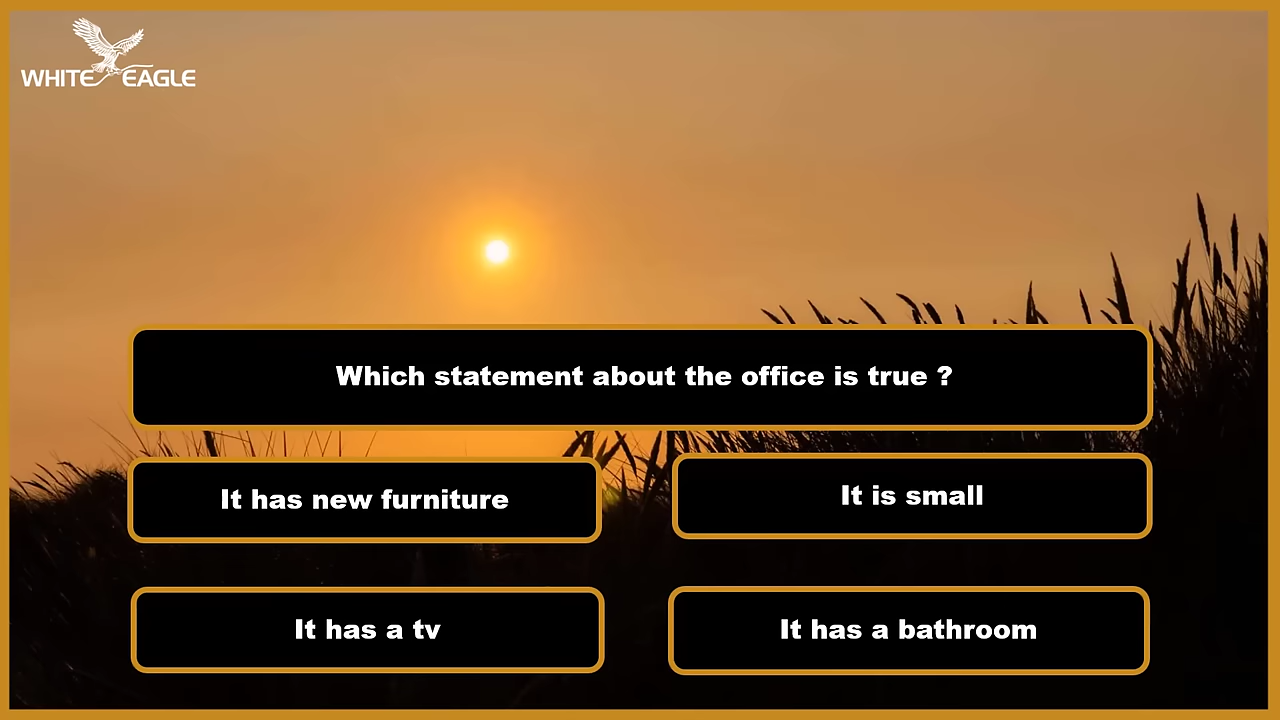 WHITE EAGLE
Which statement about the office is true ?
It has new furniture
It is small
It has a tv
It has a bathroom